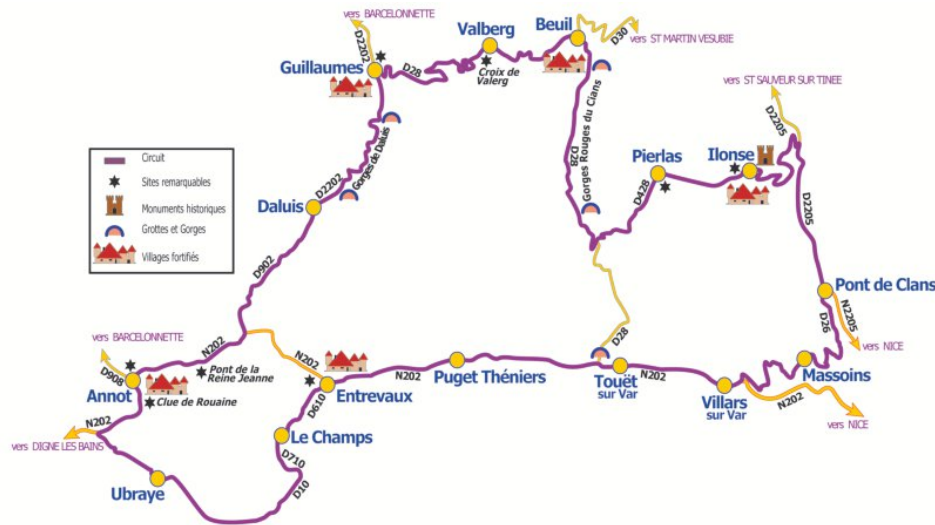 vers BARCELONNETTE
D2202
Guillaumes
D28
Valberg
Croix de
Valerg
Beuil
D30
vers ST MARTIN VESUBIE
vers ST SAUVEUR SUR TINEE
D2205
Gorges de Daluis
D2202
Daluis
D28
Gorges Rouges du Cians
Pierlas
D428
Ilonse
D2205
Circuit
Sites remarquables
Monuments historiques
Grottes et Gorges
Villages fortifiés
D902
Pont de Clans
N2205
D26
vers NICE
vers BARCELONNETTE
D908
Annot
N202
Pont de la
Reine Jeanne
Clue de Rouaine
N202
Entrevaux
D610
N202
Puget Théniers
D28
Touët
sur Var
N202
Villars
sur Var
Massoins
N202
vers NICE
N202
vers DIGNE LES BAINS
Le Champs
D710
D10
Ubraye